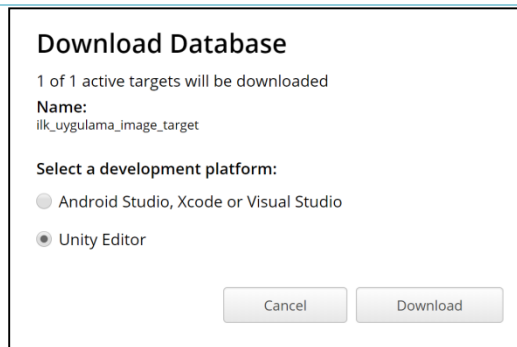 Download Database
1 of 1 active targets will be downloaded
Name:
ilk_uygulama_image_target
Select a development platform:
Android Studio, Xcode or Visual Studio
Unity Editor
Cancel Download